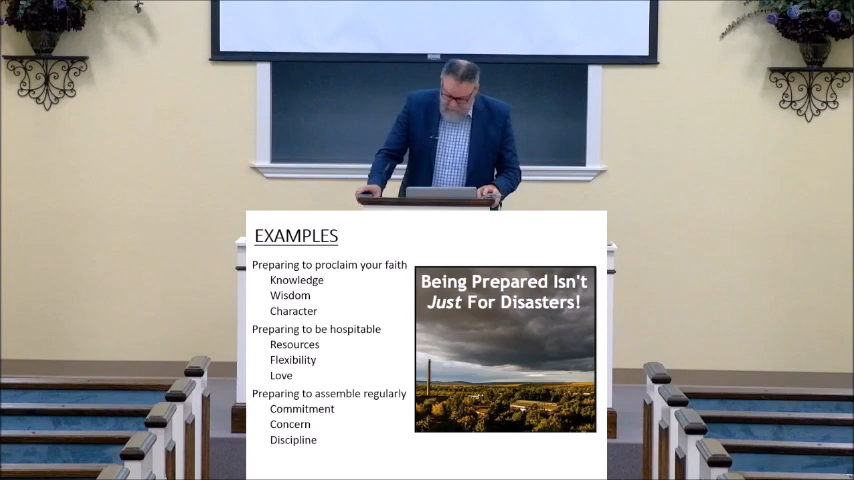 EXAMPLES
Preparing to proclaim your faith
Knowledge
Wisdom
Character
Preparing to be hospitable
Resources
Flexibility
Love
Preparing to assemble regularly
Commitment
Concern
Discipline
Being Prepared Isn't
Just For Disasters!